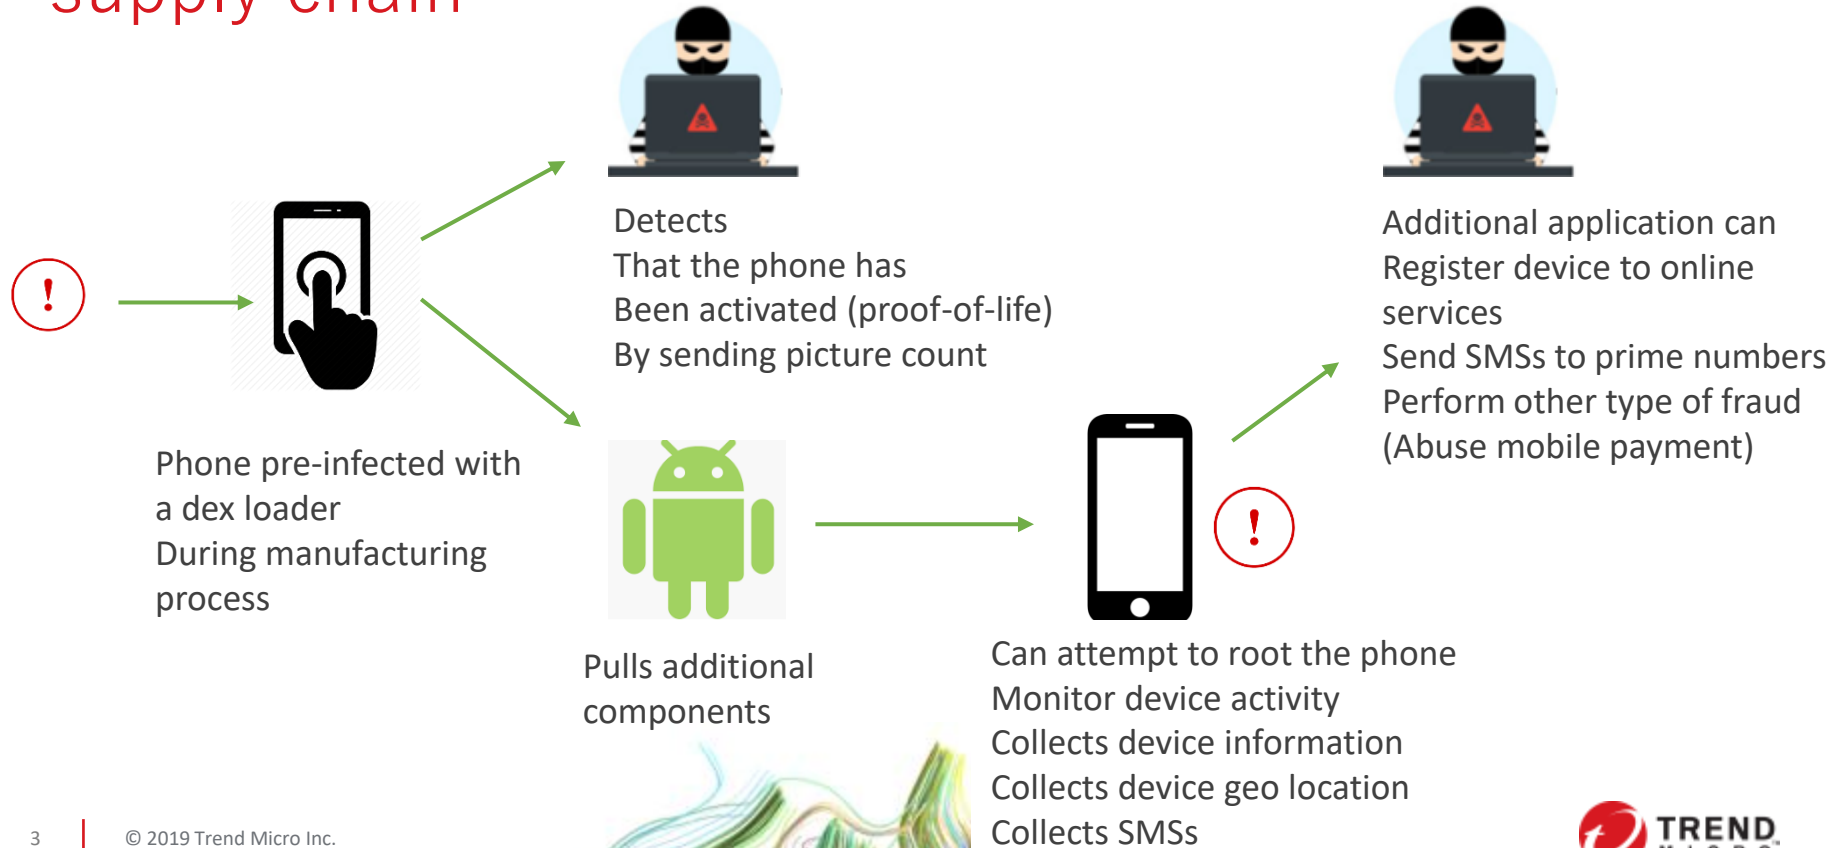 supply chain
!
Phone pre-infected with
a dex loader
During manufacturing
process
Detects
That the phone has
Been activated (proof-of-life)
By sending picture count
Pulls additional
components
!
Can attempt to root the phone
Monitor device activity
Collects device information
Collects device geo location
Collects SMSs
Additional application can
Register device to online
services
Send SMSs to prime numbers
Perform other type of fraud
(Abuse mobile payment)
3
© 2019 Trend Micro Inc.
TREND
MICRO